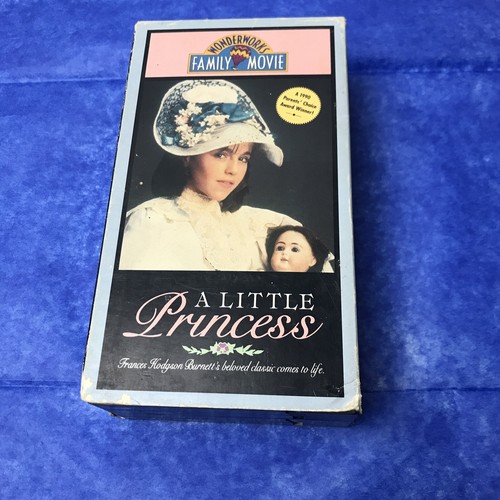 WONDERWORKS
FAMILY MOVIE
A 1990
Parents' Choice
Award Winner!
A LITTLE
Princess
Frances Hodgson Burnett's beloved classic comes to life.